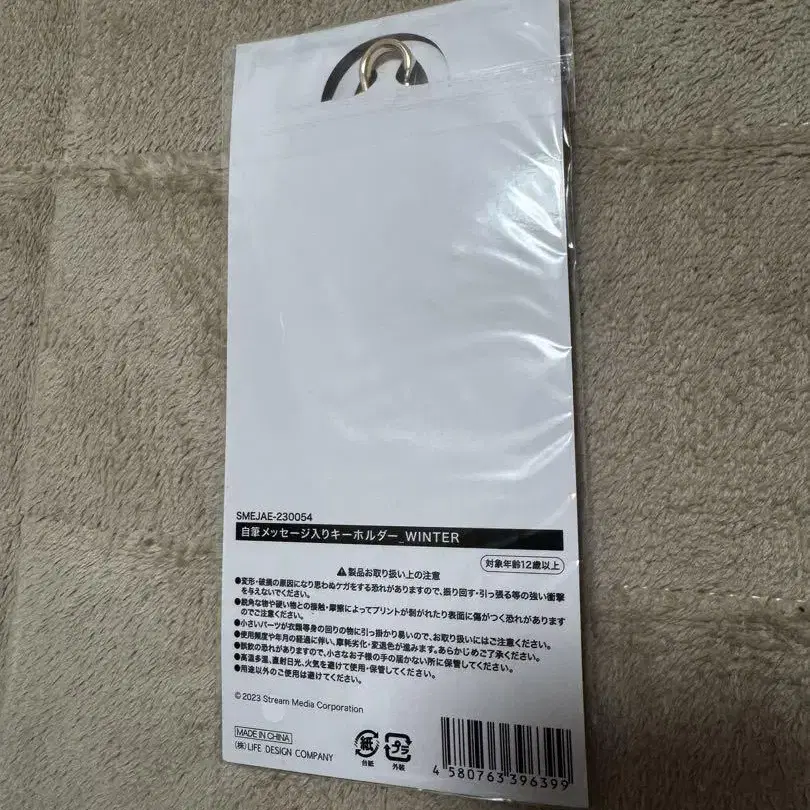 SMEJAE-230054
自筆メッセージ入りキーホルダー_WINTER
対象年齢12歳以上
⚠製品お取り扱い上の注意
●変形・破損の原因になり思わぬケガをする恐れがありますので、振り回す・引っ張る等の強い衝撃
を与えないでください。
●鋭角な物や硬い物との接触・摩擦によってプリントが剥がれたり表面に傷がつく恐れがあります
のでご注意ください。
●小さいパーツが衣類等身の回りの物に引っ掛かり易いので、お取り扱いにはご注意ください。
●使用頻度や年月の経過に伴い、摩耗劣化・変退色が進みます。あらかじめご了承ください。
●誤飲の恐れがありますので、小さなお子様の手の届かない所に保管してください。
●高温多湿、直射日光、火気を避けて使用・保管してください。
●用途以外のご使用は避けてください。
© 2023 Stream Media Corporation
MADE IN CHINA
(株)LIFE DESIGN COMPANY
紙
台紙
プラ
外装
4 580763 396399